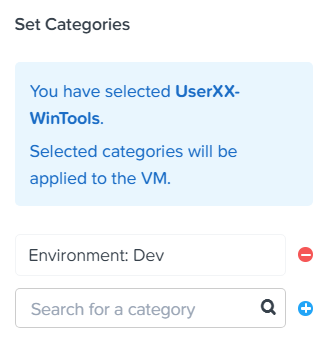 Set Categories
You have selected UserXX-
WinTools.
Selected categories will be
applied to the VM.
Environment: Dev
Search for a category